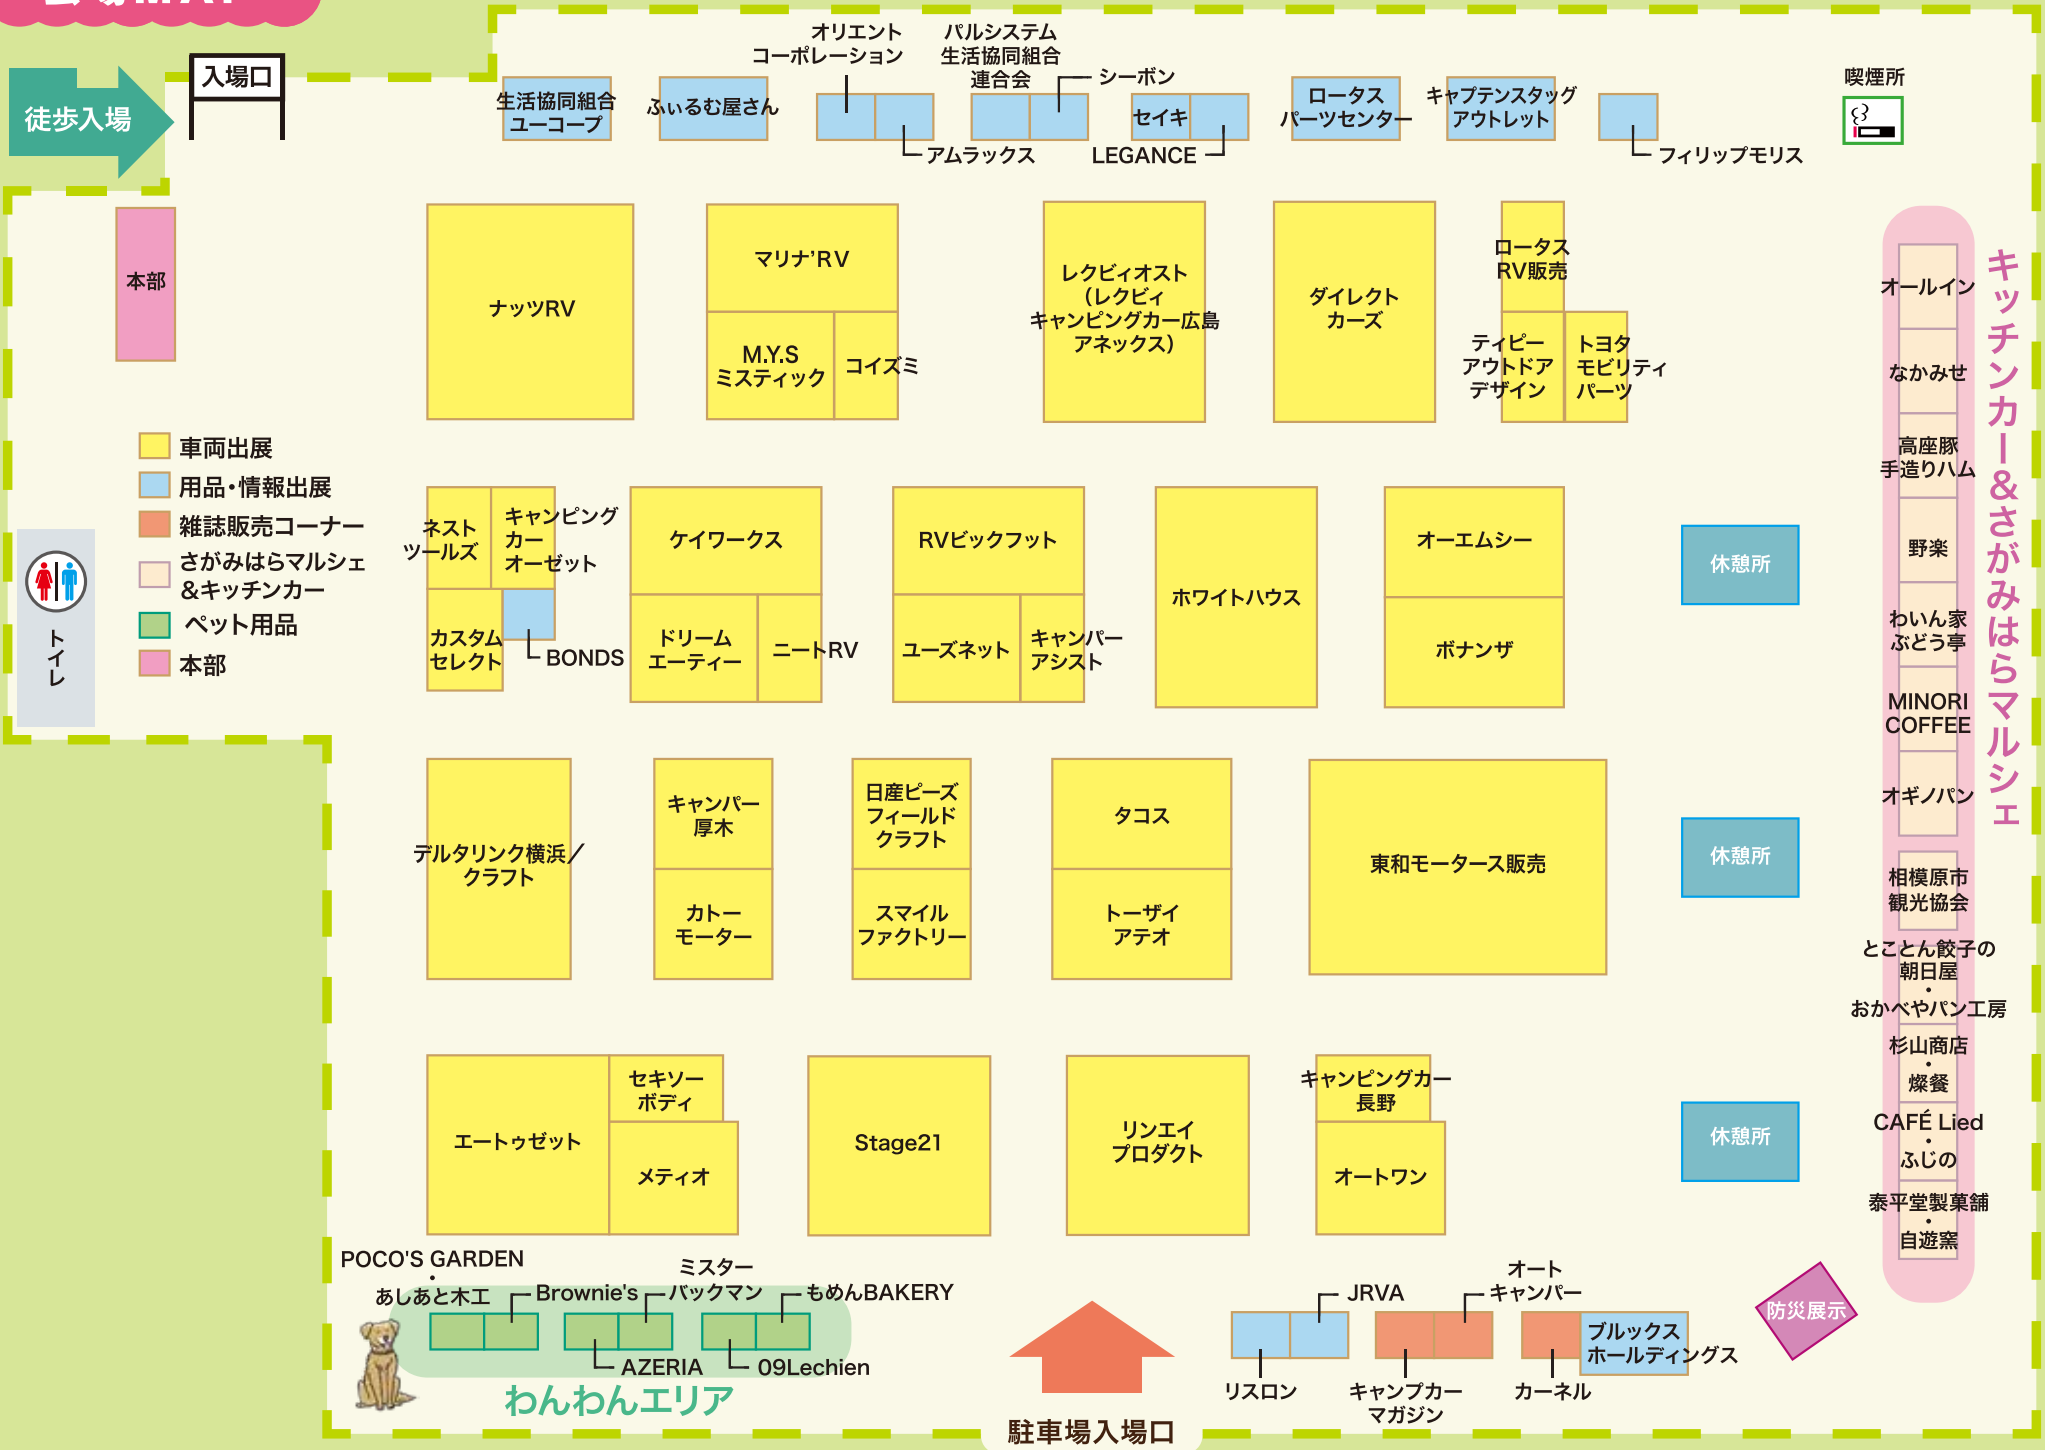 会場MAP
徒歩入場
入場口
生活協同組合
ユーコープ
ふぃるむ屋さん
オリエント
コーポレーション
アムラックス
パルシステム
生活協同組合
連合会
シーボン
セイキ
LEGANCE
ロータス
パーツセンター
キャプテンスタッグ
アウトレット
フィリップモリス
喫煙所
本部
ナッツRV
マリナ'RV
M.Y.S
ミスティック
コイズミ
レクビィオスト
（レクビィ
キャンピングカー広島
アネックス）
ダイレクト
カーズ
ロータス
RV販売
ティピー
アウトドア
デザイン
トヨタ
モビリティ
パーツ
車両出展
用品・情報出展
雑誌販売コーナー
さがみはらマルシェ
&キッチンカー
ペット用品
本部
トイレ
ネスト
ツールズ
キャンピング
カー
オーゼット
カスタム
セレクト
BONDS
ケイワークス
ドリーム
エーティー
ニートRV
RVビックフット
ユーズネット
キャンパー
アシスト
ホワイトハウス
オーエムシー
ボナンザ
休憩所
デルタリンク横浜／
クラフト
キャンパー
厚木
カトー
モーター
日産ピーズ
フィールド
クラフト
スマイル
ファクトリー
タコス
トーザイ
アテオ
東和モータース販売
休憩所
エートゥゼット
セキソー
ボディ
メティオ
Stage21
リンエイ
プロダクト
キャンピングカー
長野
オートワン
休憩所
キッチンカー&さがみはらマルシェ
オールイン
なかみせ
高座豚
手造りハム
野楽
わいん家
ぶどう亭
MINORI
COFFEE
オギノパン
相模原市
観光協会
とことん餃子の
朝日屋
・
おかべやパン工房
杉山商店
・
燦餐
CAFÉ Lied
・
ふじの
泰平堂製菓舗
・
自遊窯
POCO'S GARDEN
・
あしあと木工
Brownie's
AZERIA
ミスター
バックマン
09Lechien
もめんBAKERY
わんわんエリア
駐車場入場口
リスロン
JRVA
キャンプカー
マガジン
オート
キャンパー
カーネル
ブルックス
ホールディングス
防災展示